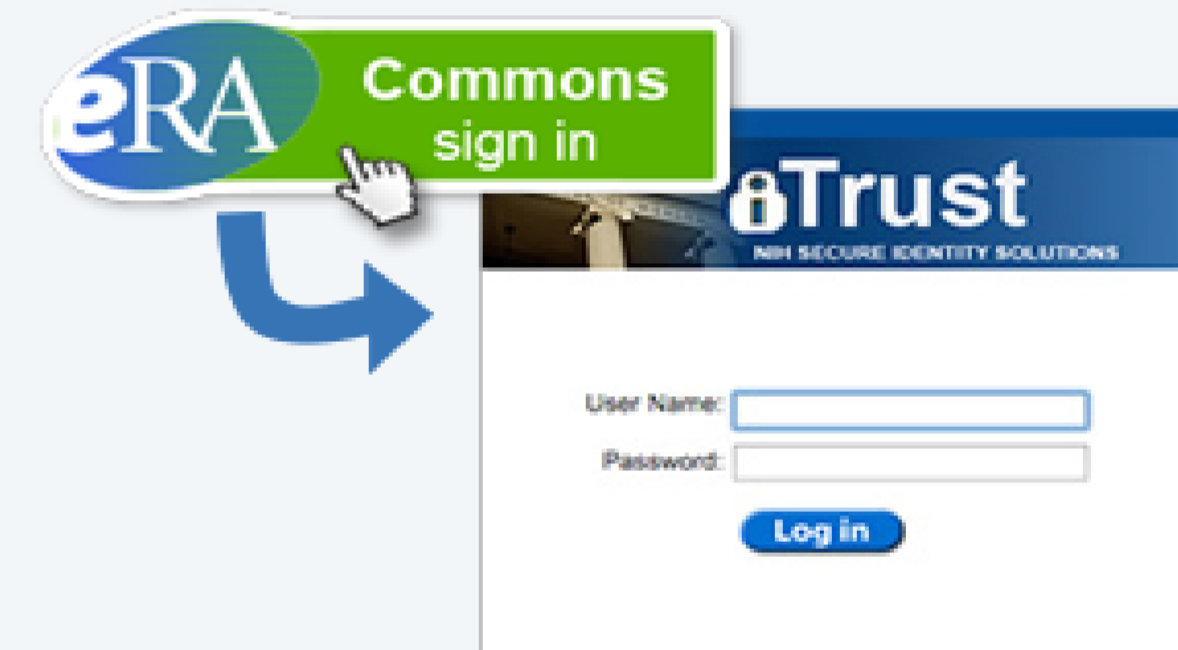 eRA
Commons
sign in
iTrust
NIH SECURE IDENTITY SOLUTIONS
User Name:
Password:
Log in